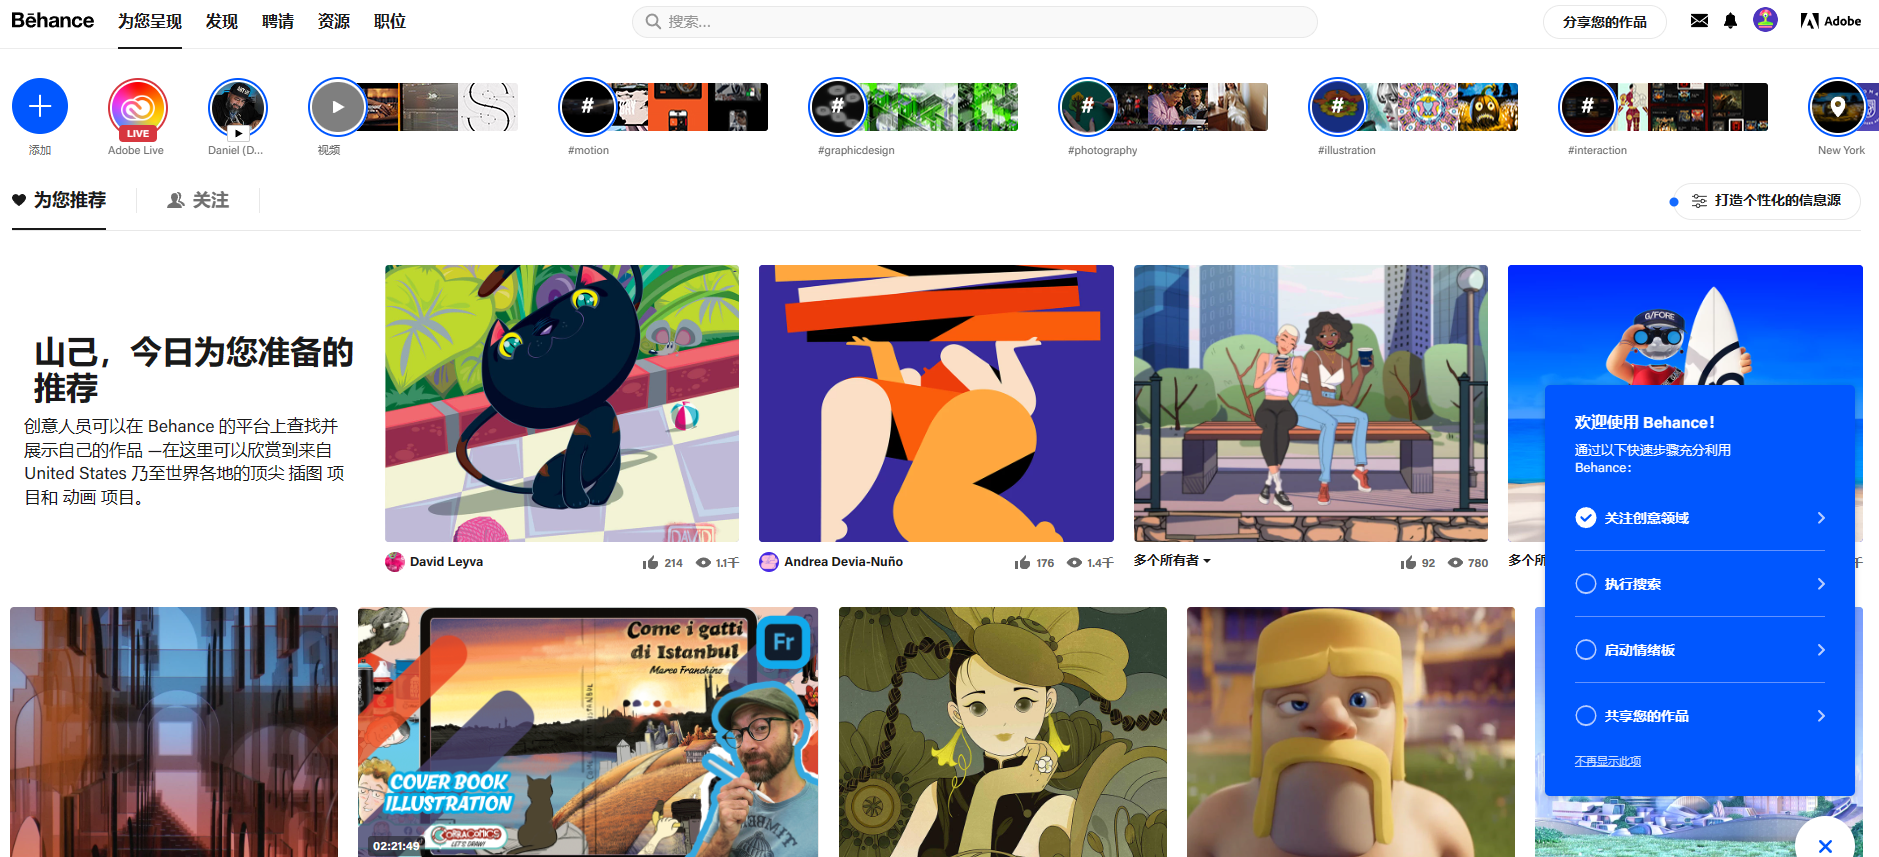 Bēhance 为您呈现 发现 聘请 资源 职位 搜索... 分享您的作品 Adobe
LIVE
添加 Adobe Live Daniel (D... 视频 #motion #graphicdesign #photography #illustration #interaction New York
# # # # #
为您推荐 关注 打造个性化的信息源
山己，今日为您准备的
推荐
创意人员可以在 Behance 的平台上查找并
展示自己的作品 —在这里可以欣赏到来自
United States 乃至世界各地的顶尖 插图 项
目和 动画 项目。
DAVID
G/FORE
David Leyva 214 1.1千
Andrea Devia-Nuño 176 1.4千
多个所有者 92 780
多个所
千
欢迎使用 Behance！
通过以下快速步骤充分利用
Behance：
关注创意领域
执行搜索
启动情绪板
共享您的作品
不再显示此项
Come i gatti
di Istanbul
Marco Franchino
Fr
COVER BOOK
ILLUSTRATION
CORRACOMICS
LET'S DRAW!
02:21:49